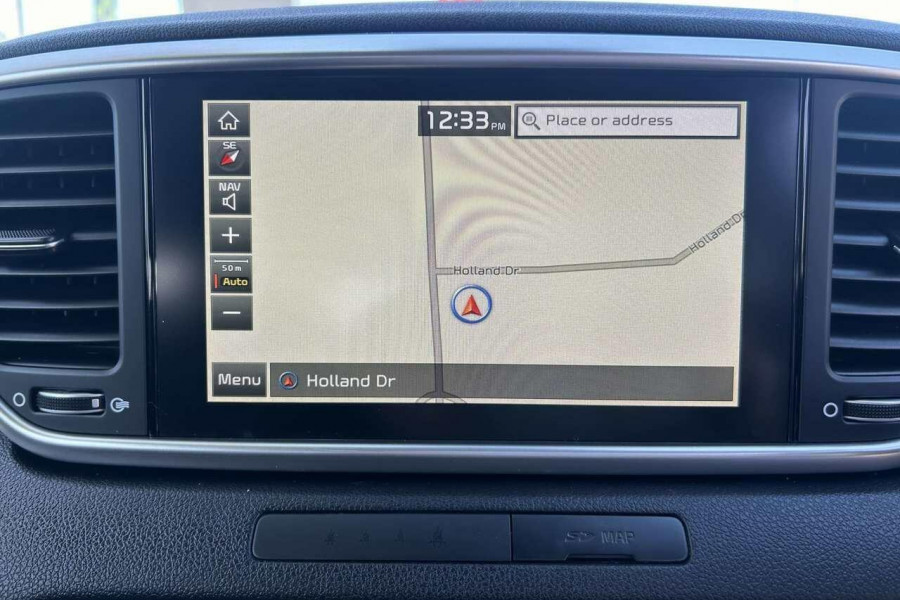 12:33 PM
Place or address
SE
NAV
+
50 m
Auto
−
Holland Dr
Holland Dr
Menu
Holland Dr
SD MAP